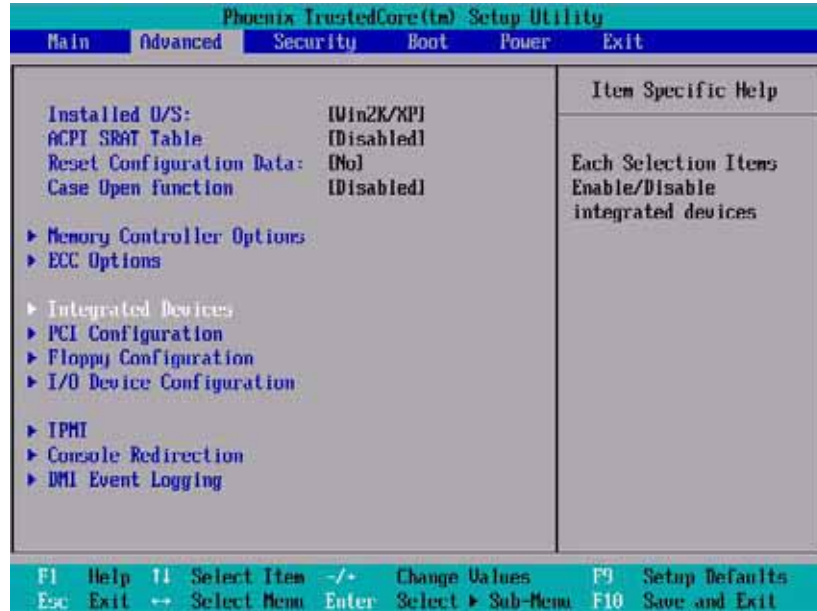 Phoenix TrustedCore(tm) Setup Utility
Main Advanced Security Boot Power Exit
Item Specific Help
Installed O/S: [Win2K/XP]
ACPI SRAT Table [Disabled]
Reset Configuration Data: [No]
Case Open function [Disabled]
Each Selection Items
Enable/Disable
integrated devices
▶ Memory Controller Options
▶ ECC Options
▶ Integrated Devices
▶ PCI Configuration
▶ Floppy Configuration
▶ I/O Device Configuration
▶ IPMI
▶ Console Redirection
▶ DMI Event Logging
F1 Help ↑↓ Select Item -/+ Change Values F9 Setup Defaults
Esc Exit ↔ Select Menu Enter Select ▶ Sub-Menu F10 Save and Exit